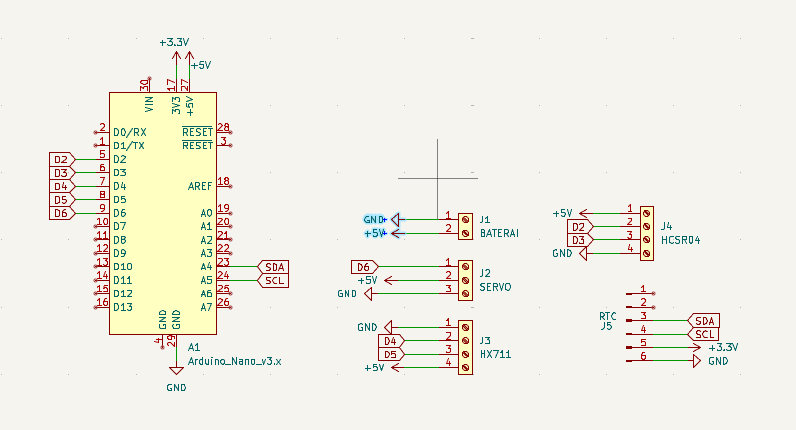 +3.3V
+5V
30
17
27
VIN
3V3
+5V
2 D0/RX RESET 28
1 D1/TX RESET 3
D2 5 D2
D3 6 D3
D4 7 D4 AREF 18
D5 8 D5
D6 9 D6 A0 19
10 D7 A1 20
11 D8 A2 21
12 D9 A3 22
13 D10 A4 23 SDA
14 D11 A5 24 SCL
15 D12 A6 25
16 D13 A7 26
GND
GND
4
29
A1
Arduino_Nano_v3.x
GND
GND 1 J1
+5V 2 BATERAI
D6 1 J2
+5V 2 SERVO
GND 3
GND 1
D4 2 J3
D5 3 HX711
+5V 4
+5V 1
D2 2 J4
D3 3 HCSR04
GND 4
1
2
RTC 3 SDA
J5 4 SCL
5 +3.3V
6 GND